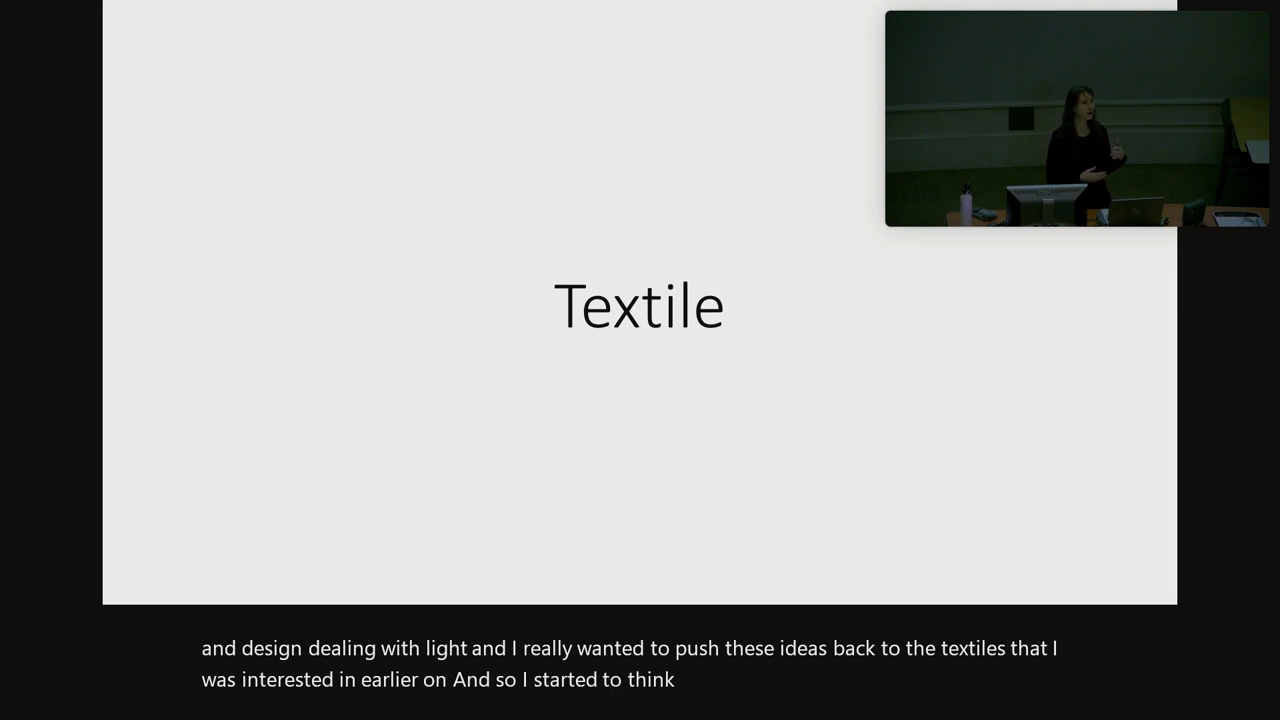 Textile
and design dealing with light and I really wanted to push these ideas back to the textiles that I
was interested in earlier on And so I started to think